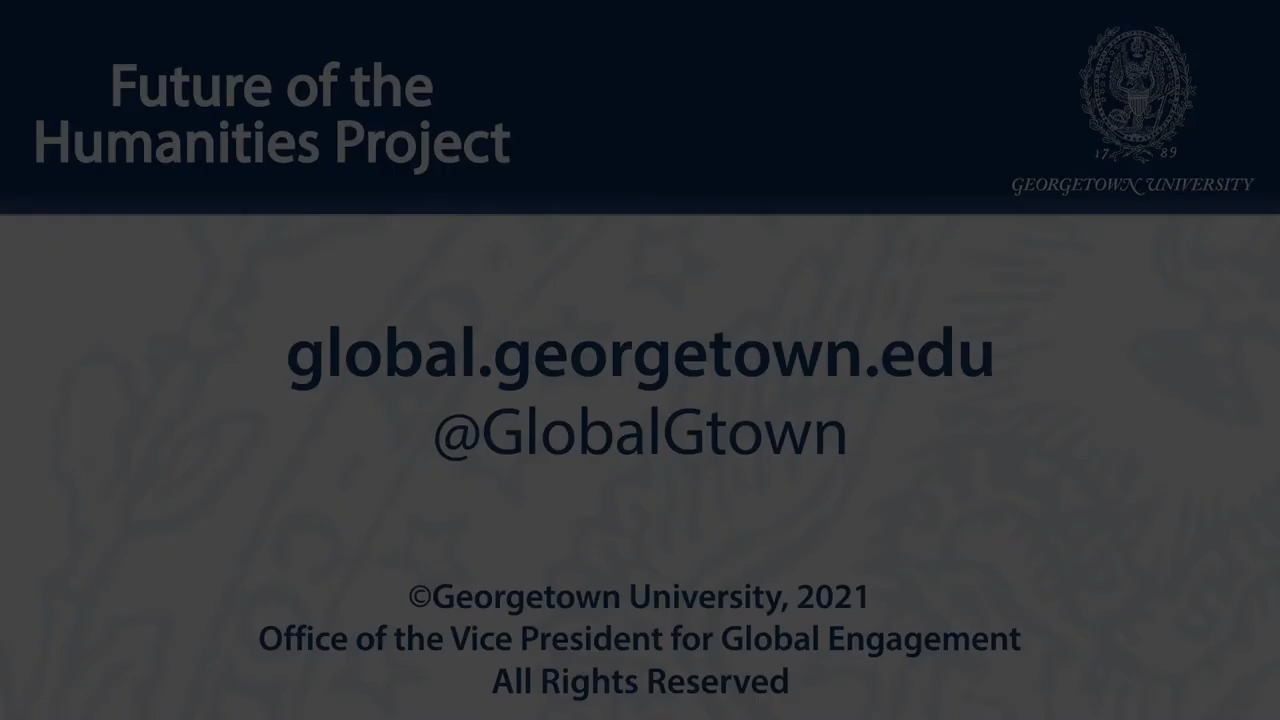 Future of the
Humanities Project
17 89
GEORGETOWN UNIVERSITY
global.georgetown.edu
@GlobalGtown
©Georgetown University, 2021
Office of the Vice President for Global Engagement
All Rights Reserved